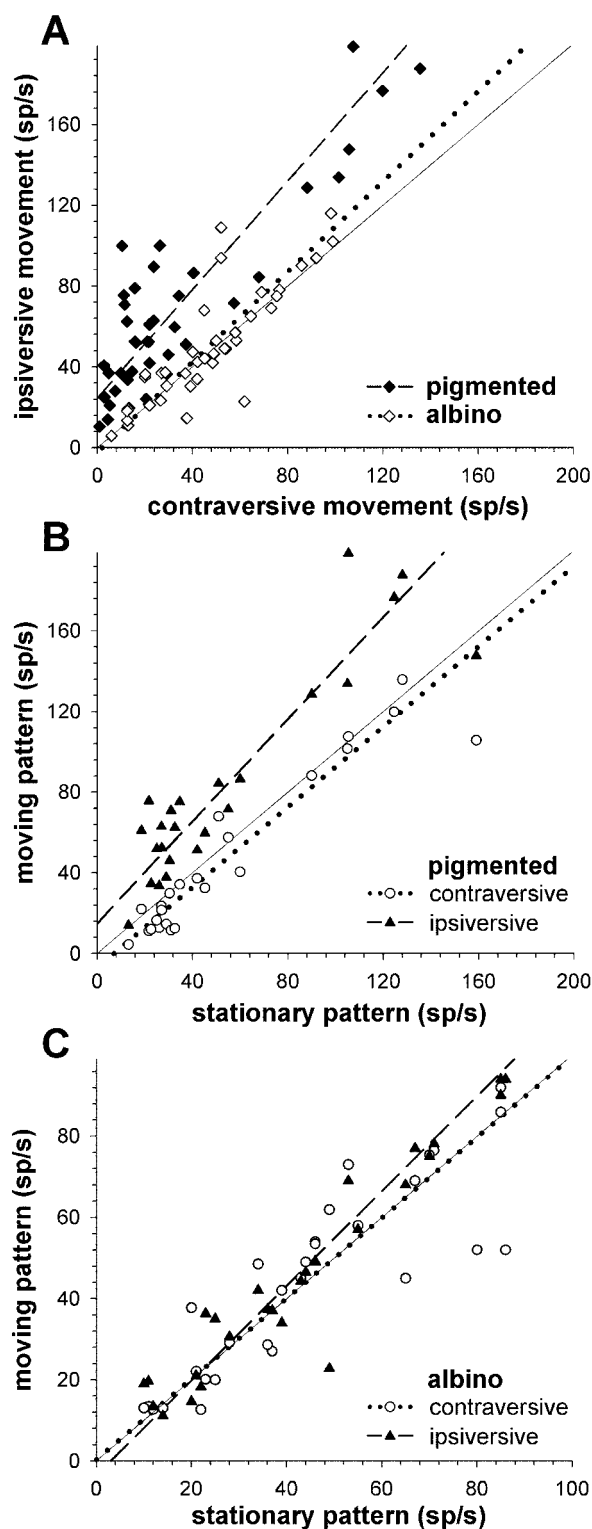 A
ipsiversive movement (sp/s)
160
120
80
40
0
pigmented
albino
0 40 80 120 160 200
contraversive movement (sp/s)
B
moving pattern (sp/s)
160
120
80
40
0
pigmented
contraversive
ipsiversive
0 40 80 120 160 200
stationary pattern (sp/s)
C
moving pattern (sp/s)
80
60
40
20
0
albino
contraversive
ipsiversive
0 20 40 60 80 100
stationary pattern (sp/s)